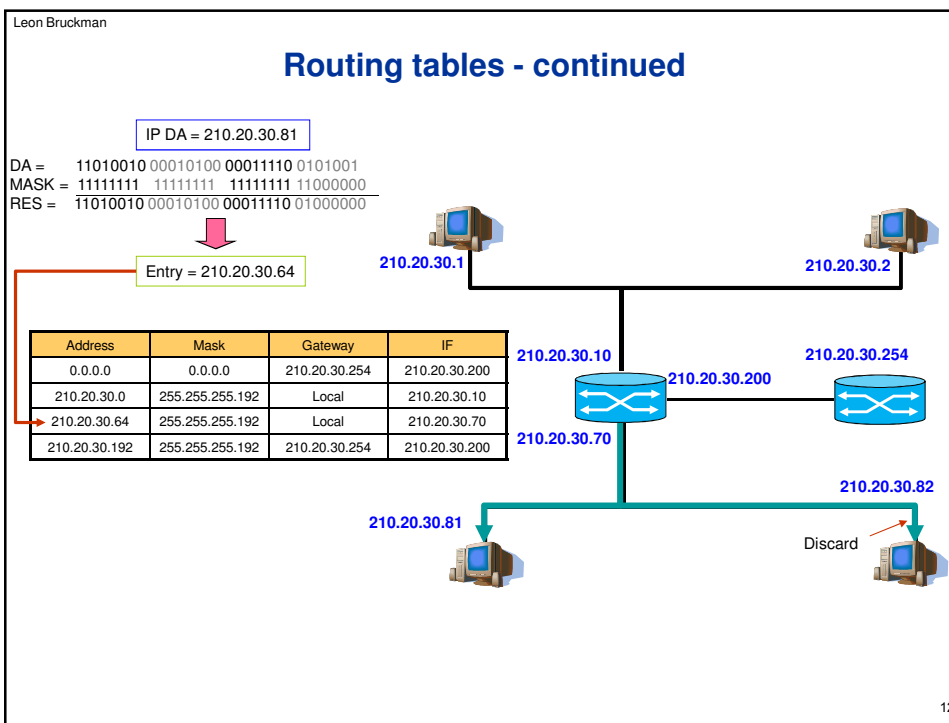 Leon Bruckman
Routing tables - continued
IP DA = 210.20.30.81
DA = 11010010 00010100 00011110 0101001
MASK = 11111111 11111111 11111111 11000000
RES = 11010010 00010100 00011110 01000000
Entry = 210.20.30.64
Address Mask Gateway IF
0.0.0.0 0.0.0.0 210.20.30.254 210.20.30.200
210.20.30.0 255.255.255.192 Local 210.20.30.10
210.20.30.64 255.255.255.192 Local 210.20.30.70
210.20.30.192 255.255.255.192 210.20.30.254 210.20.30.200
210.20.30.1
210.20.30.2
210.20.30.10
210.20.30.254
210.20.30.200
210.20.30.70
210.20.30.82
210.20.30.81
Discard